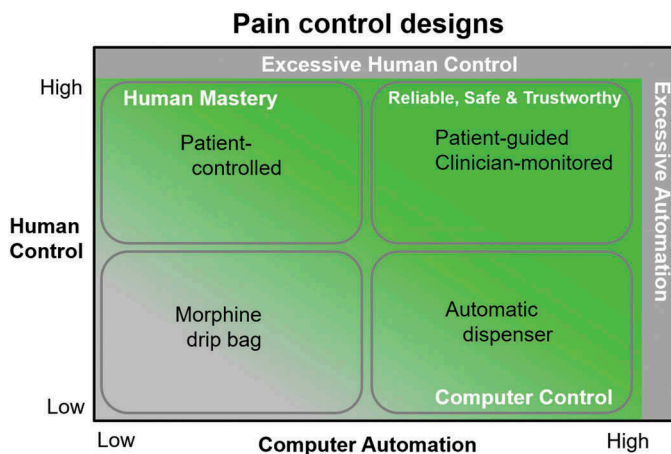 Pain control designs
Excessive Human Control
High
Human Mastery
Reliable, Safe & Trustworthy
Patient-
controlled
Patient-guided
Clinician-monitored
Excessive Automation
Human
Control
Morphine
drip bag
Automatic
dispenser
Computer Control
Low
Low
Computer Automation
High